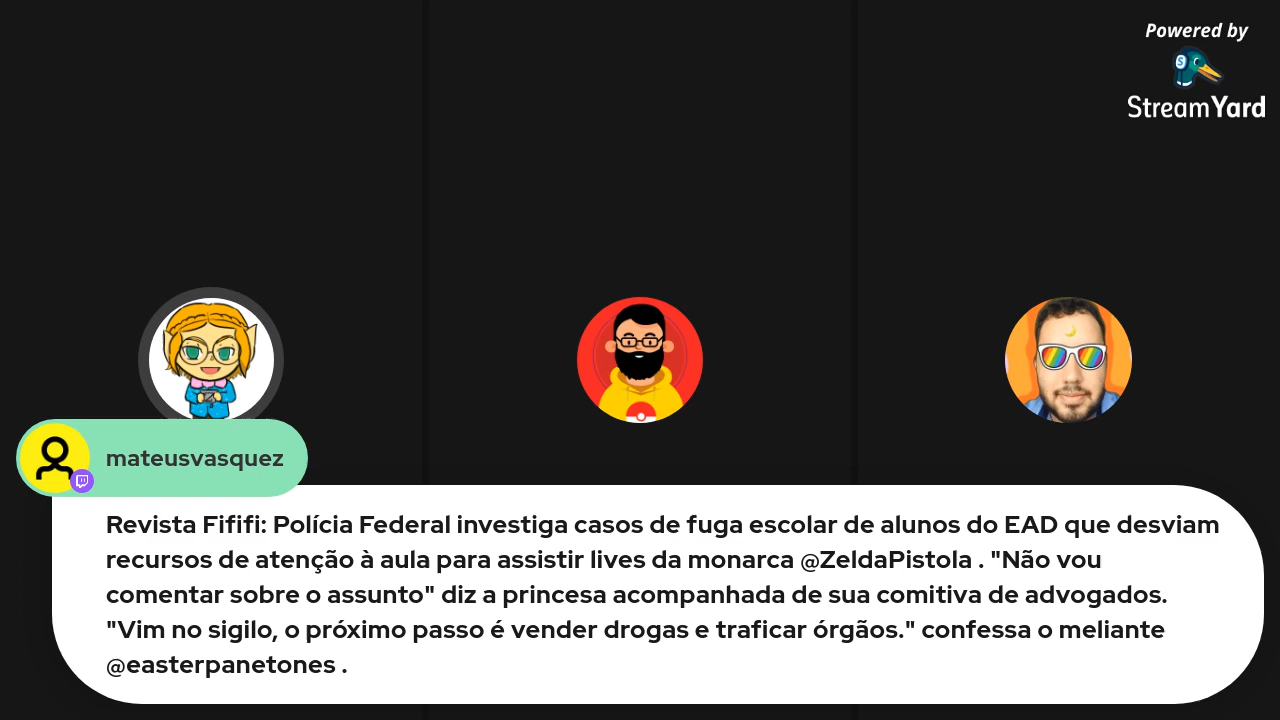 Powered by
StreamYard
mateusvasquez
Revista Fififi: Polícia Federal investiga casos de fuga escolar de alunos do EAD que desviam
recursos de atenção à aula para assistir lives da monarca @ZeldaPistola . "Não vou
comentar sobre o assunto" diz a princesa acompanhada de sua comitiva de advogados.
"Vim no sigilo, o próximo passo é vender drogas e traficar órgãos." confessa o meliante
@easterpanetones .